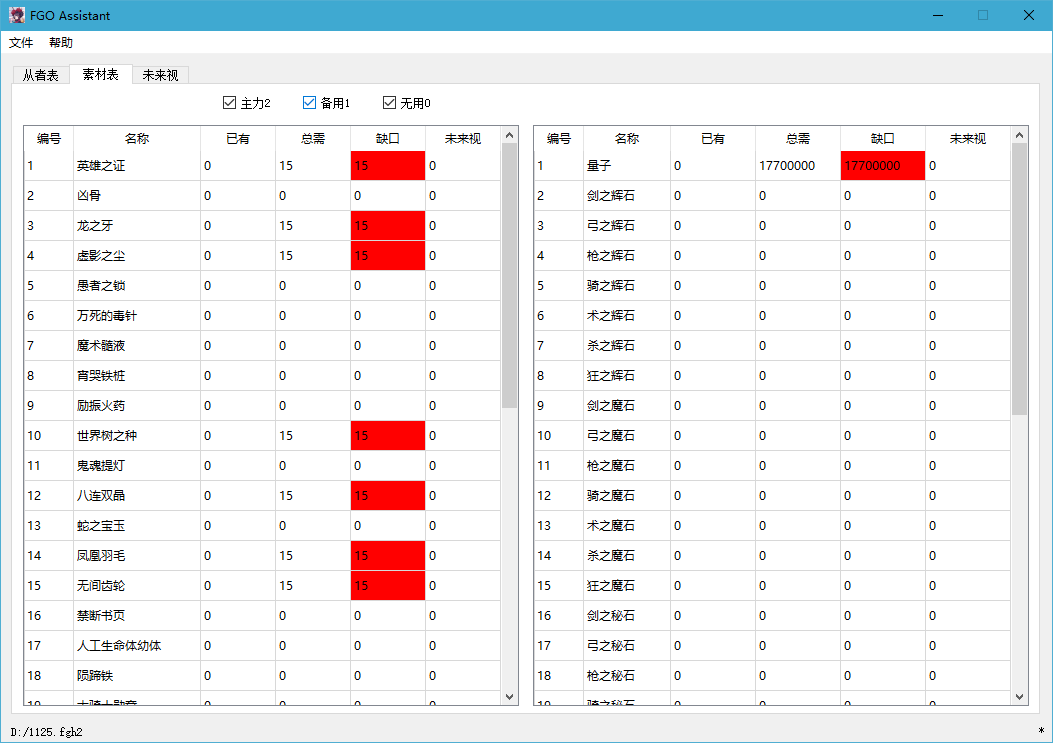 FGO Assistant
文件 帮助
从者表 素材表 未来视
主力2 备用1 无用0
编号 名称 已有 总需 缺口 未来视 编号 名称 已有 总需 缺口 未来视
1 英雄之证 0 15 15 0 1 量子 0 17700000 17700000 0
2 凶骨 0 0 0 0 2 剑之辉石 0 0 0 0
3 龙之牙 0 15 15 0 3 弓之辉石 0 0 0 0
4 虚影之尘 0 15 15 0 4 枪之辉石 0 0 0 0
5 愚者之锁 0 0 0 0 5 骑之辉石 0 0 0 0
6 万死的毒针 0 0 0 0 6 术之辉石 0 0 0 0
7 魔术髓液 0 0 0 0 7 杀之辉石 0 0 0 0
8 宵哭铁桩 0 0 0 0 8 狂之辉石 0 0 0 0
9 励振火药 0 0 0 0 9 剑之魔石 0 0 0 0
10 世界树之种 0 15 15 0 10 弓之魔石 0 0 0 0
11 鬼魂提灯 0 0 0 0 11 枪之魔石 0 0 0 0
12 八连双晶 0 15 15 0 12 骑之魔石 0 0 0 0
13 蛇之宝玉 0 0 0 0 13 术之魔石 0 0 0 0
14 凤凰羽毛 0 15 15 0 14 杀之魔石 0 0 0 0
15 无间齿轮 0 15 15 0 15 狂之魔石 0 0 0 0
16 禁断书页 0 0 0 0 16 剑之秘石 0 0 0 0
17 人工生命体幼体 0 0 0 0 17 弓之秘石 0 0 0 0
18 陨蹄铁 0 0 0 0 18 枪之秘石 0 0 0 0
D:/1125.fgh2 *